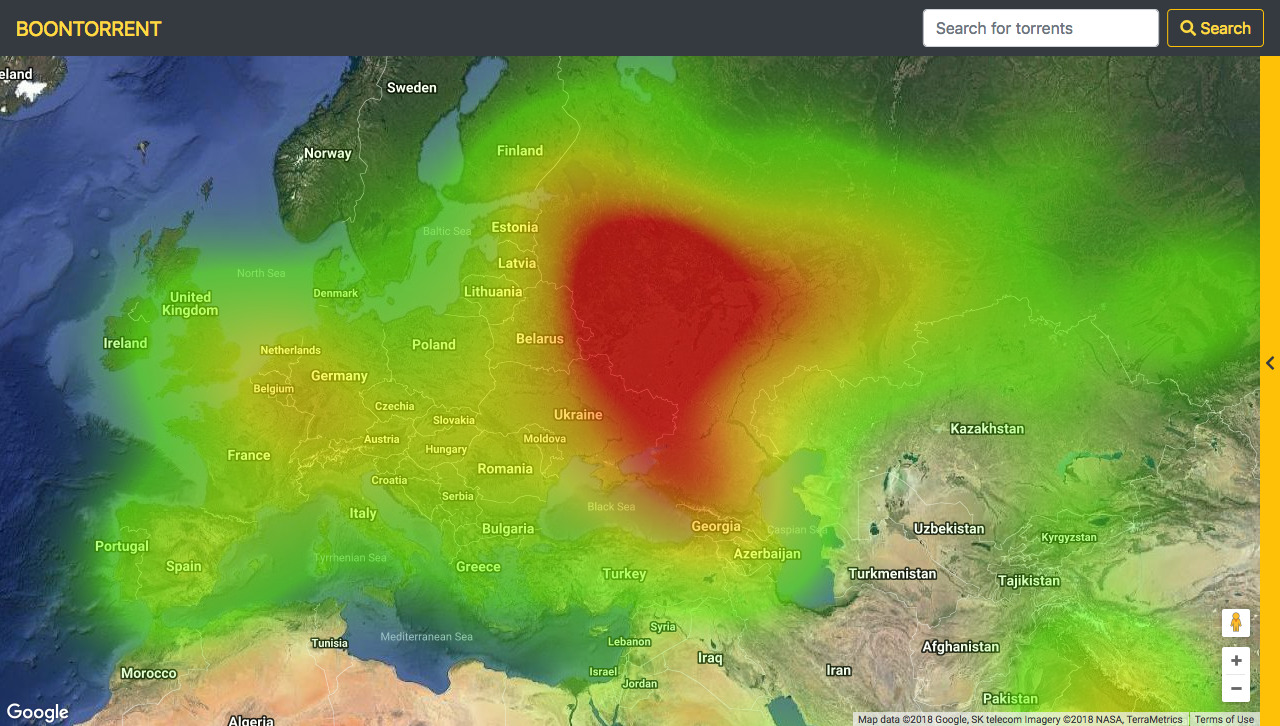 BOONTORRENT
Search for torrents
Search
eland
Sweden
Norway
Finland
Estonia
Baltic Sea
Latvia
North Sea
Denmark
Lithuania
United
Kingdom
Ireland
Belarus
Poland
Netherlands
Germany
Belgium
Czechia
Ukraine
Slovakia
Kazakhstan
Austria
Moldova
Hungary
France
Romania
Croatia
Serbia
Black Sea
Italy
Georgia
Bulgaria
Caspian Sea
Uzbekistan
Kyrgyzstan
Portugal
Azerbaijan
Tyrrhenian Sea
Spain
Greece
Turkey
Turkmenistan
Tajikistan
Syria
Mediterranean Sea
Tunisia
Lebanon
Afghanistan
Iraq
Iran
Morocco
Israel
Jordan
Pakistan
Google
Algeria
Map data ©2018 Google, SK telecom Imagery ©2018 NASA, TerraMetrics
Terms of Use